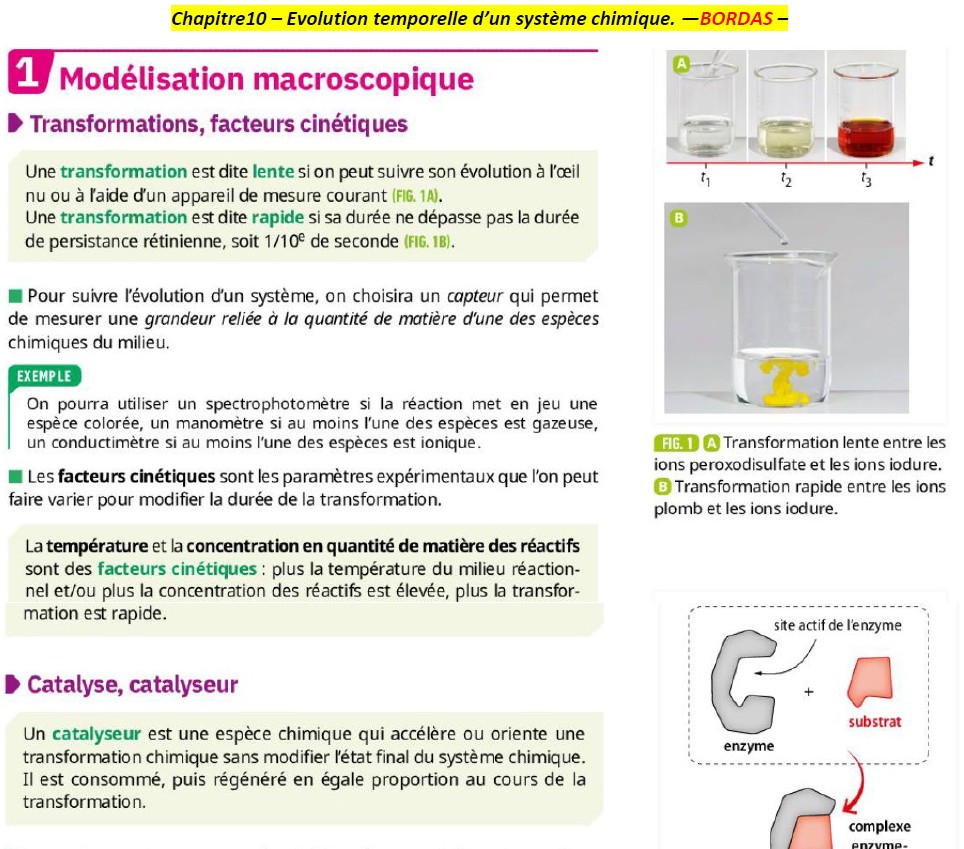 Chapitre10 – Evolution temporelle d'un système chimique. —BORDAS –
1 Modélisation macroscopique
Transformations, facteurs cinétiques
Une transformation est dite lente si on peut suivre son évolution à l'œil
nu ou à l'aide d'un appareil de mesure courant (FIG. 1A).
Une transformation est dite rapide si sa durée ne dépasse pas la durée
de persistance rétinienne, soit 1/10e de seconde (FIG. 1B).
Pour suivre l'évolution d'un système, on choisira un capteur qui permet
de mesurer une grandeur reliée à la quantité de matière d'une des espèces
chimiques du milieu.
EXEMPLE
On pourra utiliser un spectrophotomètre si la réaction met en jeu une
espèce colorée, un manomètre si au moins l'une des espèces est gazeuse,
un conductimètre si au moins l'une des espèces est ionique.
Les facteurs cinétiques sont les paramètres expérimentaux que l'on peut
faire varier pour modifier la durée de la transformation.
La température et la concentration en quantité de matière des réactifs
sont des facteurs cinétiques : plus la température du milieu réaction-
nel et/ou plus la concentration des réactifs est élevée, plus la transfor-
mation est rapide.
Catalyse, catalyseur
Un catalyseur est une espèce chimique qui accélère ou oriente une
transformation chimique sans modifier l'état final du système chimique.
Il est consommé, puis régénéré en égale proportion au cours de la
transformation.
A
t
t1 t2 t3
B
FIG. 1 A Transformation lente entre les
ions peroxodisulfate et les ions iodure.
B Transformation rapide entre les ions
plomb et les ions iodure.
site actif de l'enzyme
+
substrat
enzyme
complexe
enzyme-